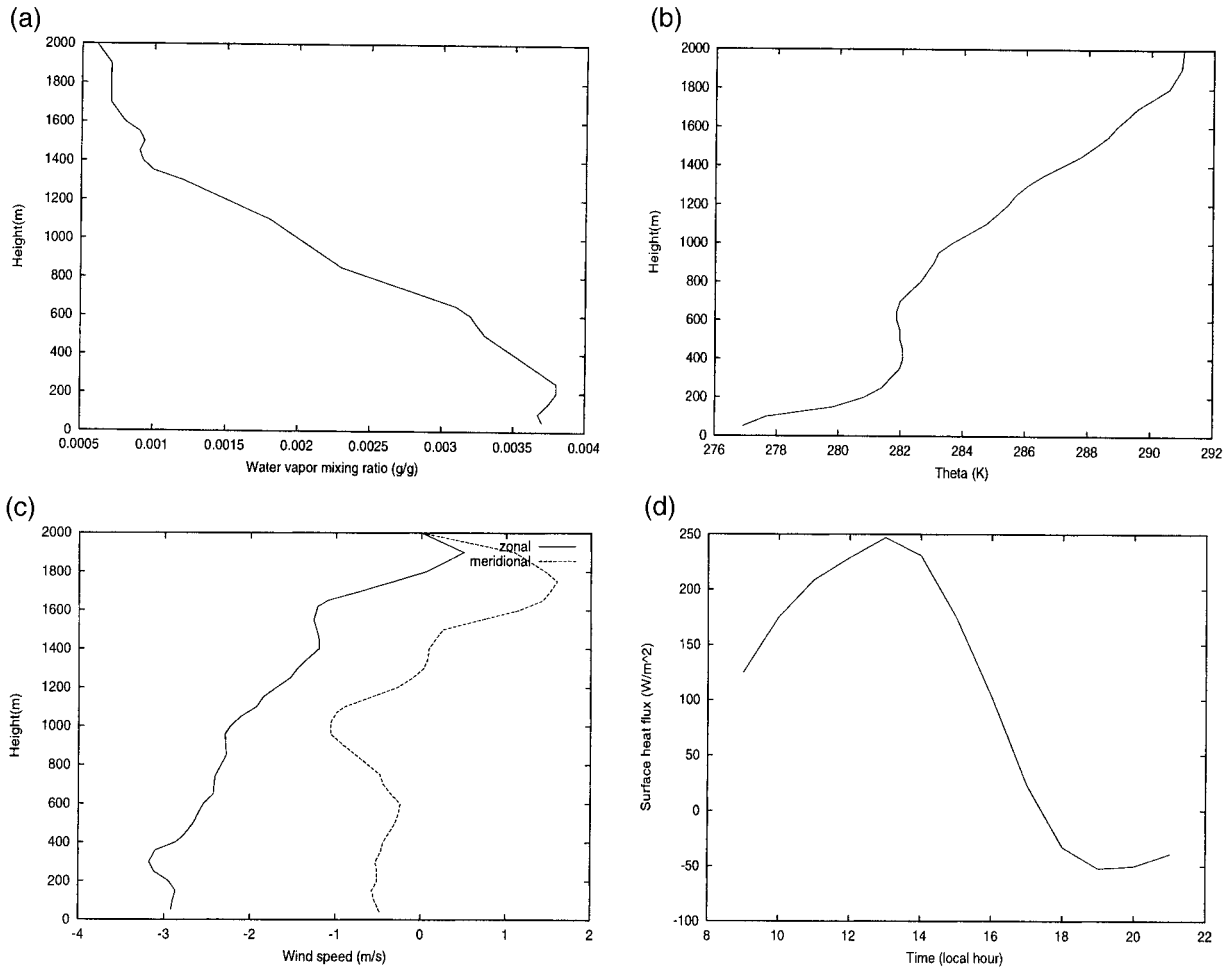 (a)
2000
1800
1600
1400
1200
1000
800
600
400
200
0
Height(m)
0.0005 0.001 0.0015 0.002 0.0025 0.003 0.0035 0.004
Water vapor mixing ratio (g/g)
(b)
2000
1800
1600
1400
1200
1000
800
600
400
200
0
Height(m)
276 278 280 282 284 286 288 290 292
Theta (K)
(c)
2000
1800
1600
1400
1200
1000
800
600
400
200
0
Height(m)
zonal
meridional
-4 -3 -2 -1 0 1 2
Wind speed (m/s)
(d)
250
200
150
100
50
0
-50
-100
Surface heat flux (W/m^2)
8 10 12 14 16 18 20 22
Time (local hour)